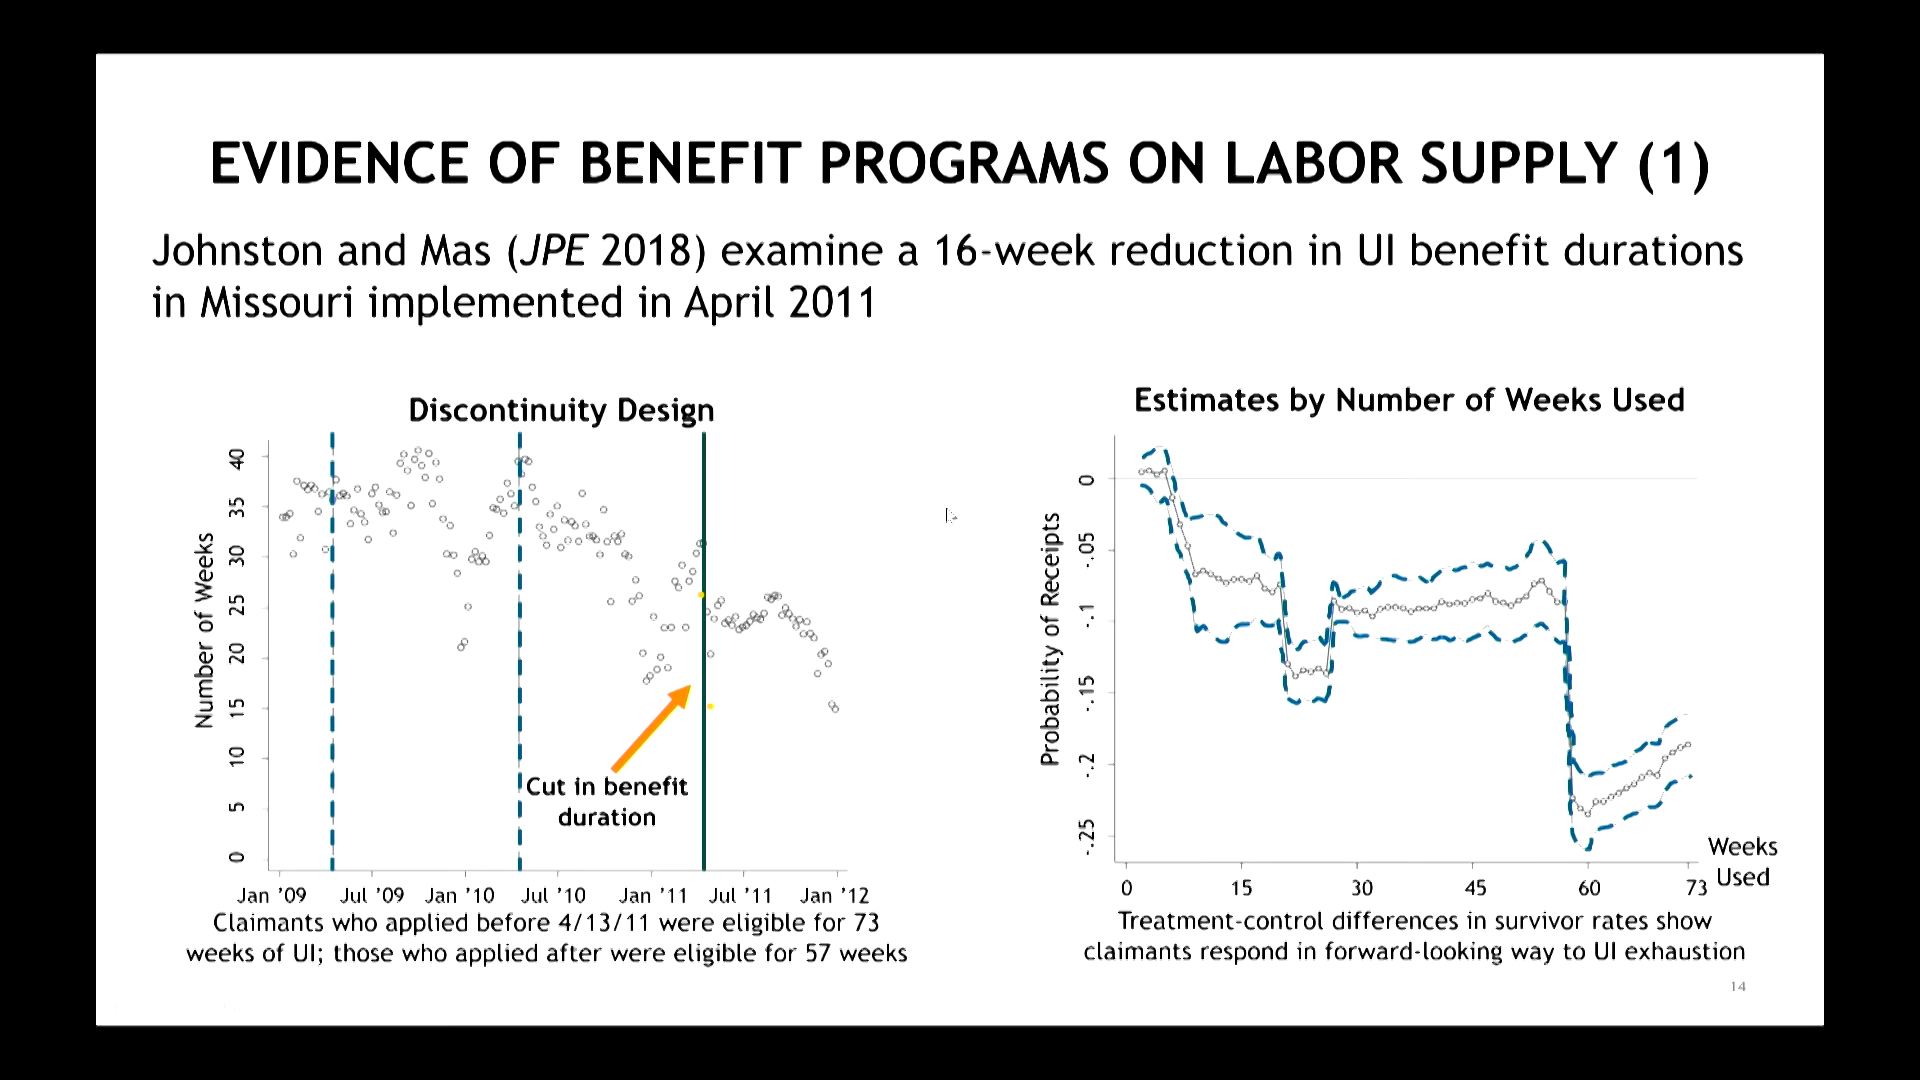 EVIDENCE OF BENEFIT PROGRAMS ON LABOR SUPPLY (1)
Johnston and Mas (JPE 2018) examine a 16-week reduction in UI benefit durations
in Missouri implemented in April 2011
Discontinuity Design
Number of Weeks
40
35
30
25
20
15
10
5
0
Cut in benefit
duration
Jan '09 Jul '09 Jan '10 Jul '10 Jan '11 Jul '11 Jan '12
Claimants who applied before 4/13/11 were eligible for 73
weeks of UI; those who applied after were eligible for 57 weeks
Estimates by Number of Weeks Used
Probability of Receipts
0
-.05
-.1
-.15
-.2
-.25
0 15 30 45 60 73
Weeks
Used
Treatment-control differences in survivor rates show
claimants respond in forward-looking way to UI exhaustion
14